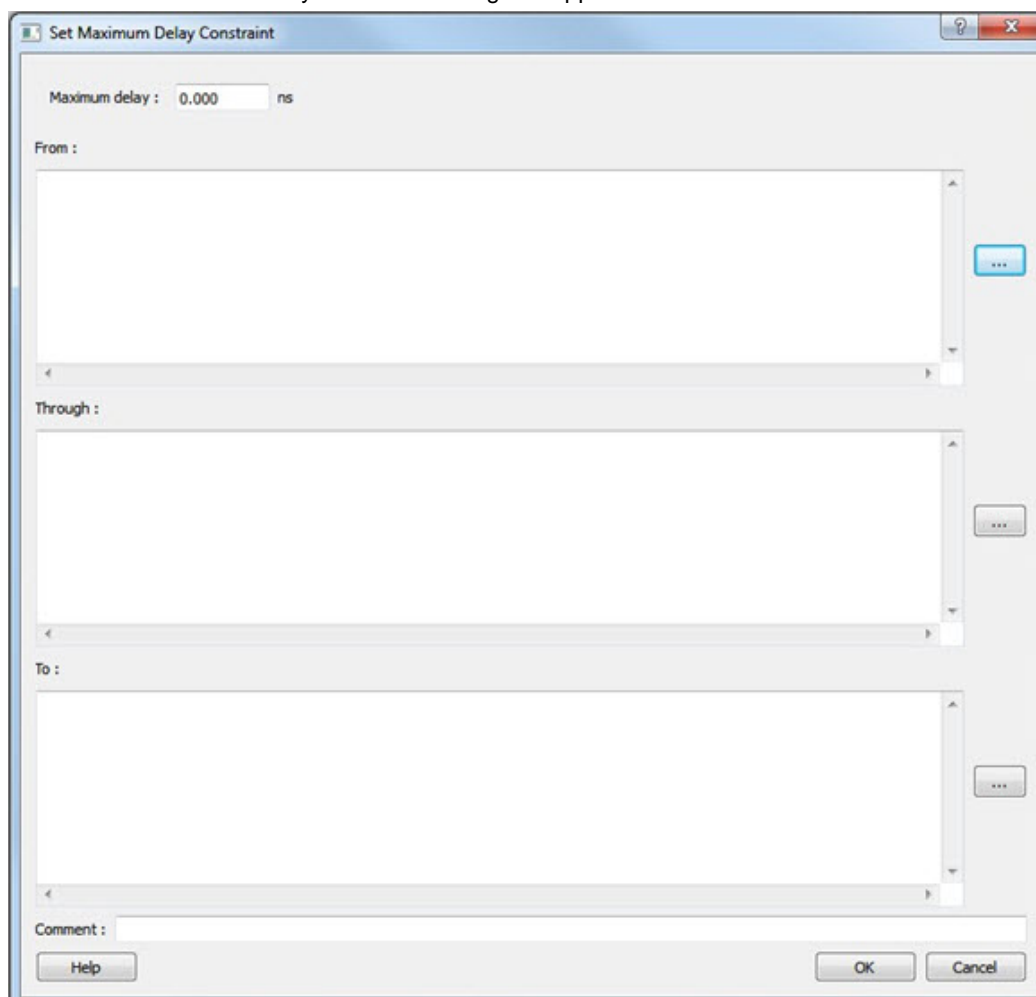 Set Maximum Delay Constraint
Maximum delay : 0.000 ns
From :
...
Through :
...
To :
...
Comment :
Help OK Cancel